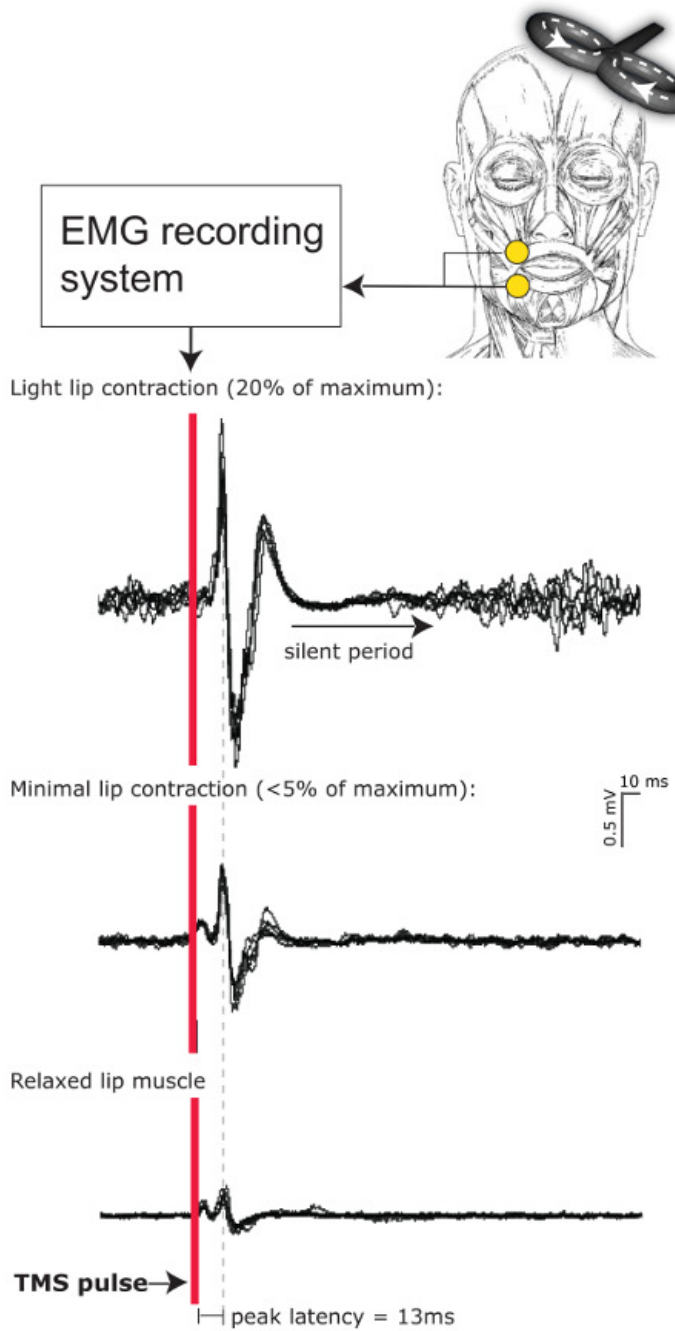 EMG recording
system
Light lip contraction (20% of maximum):
silent period
Minimal lip contraction (<5% of maximum):
10 ms
0.5 mV
Relaxed lip muscle
TMS pulse
peak latency = 13ms